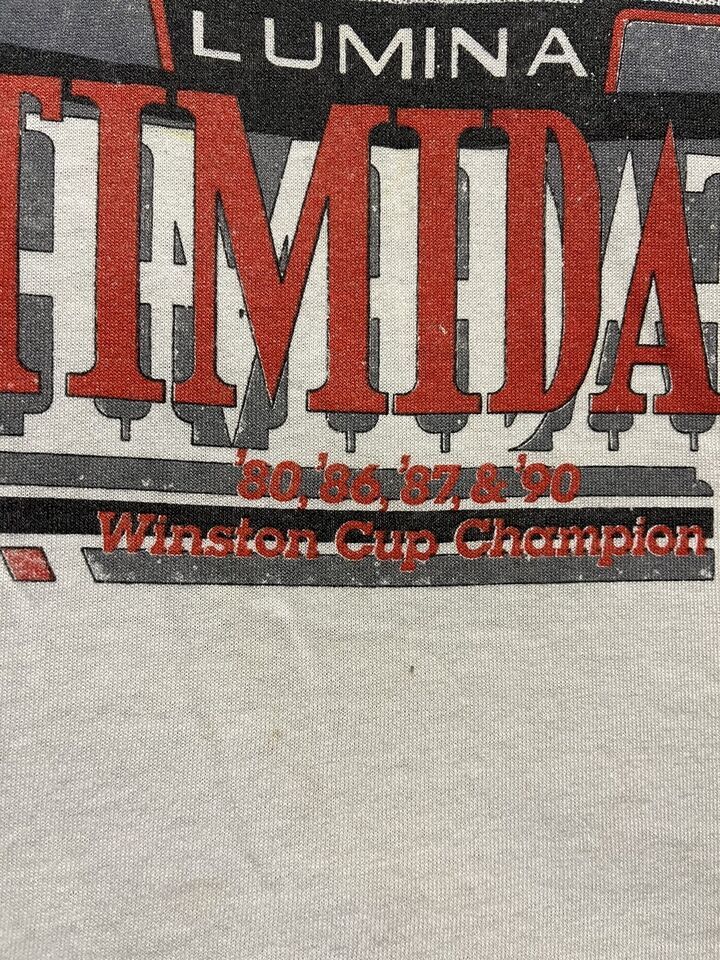 LUMINA
TIMIDA
'80, '86, '87, & '90
Winston Cup Champion